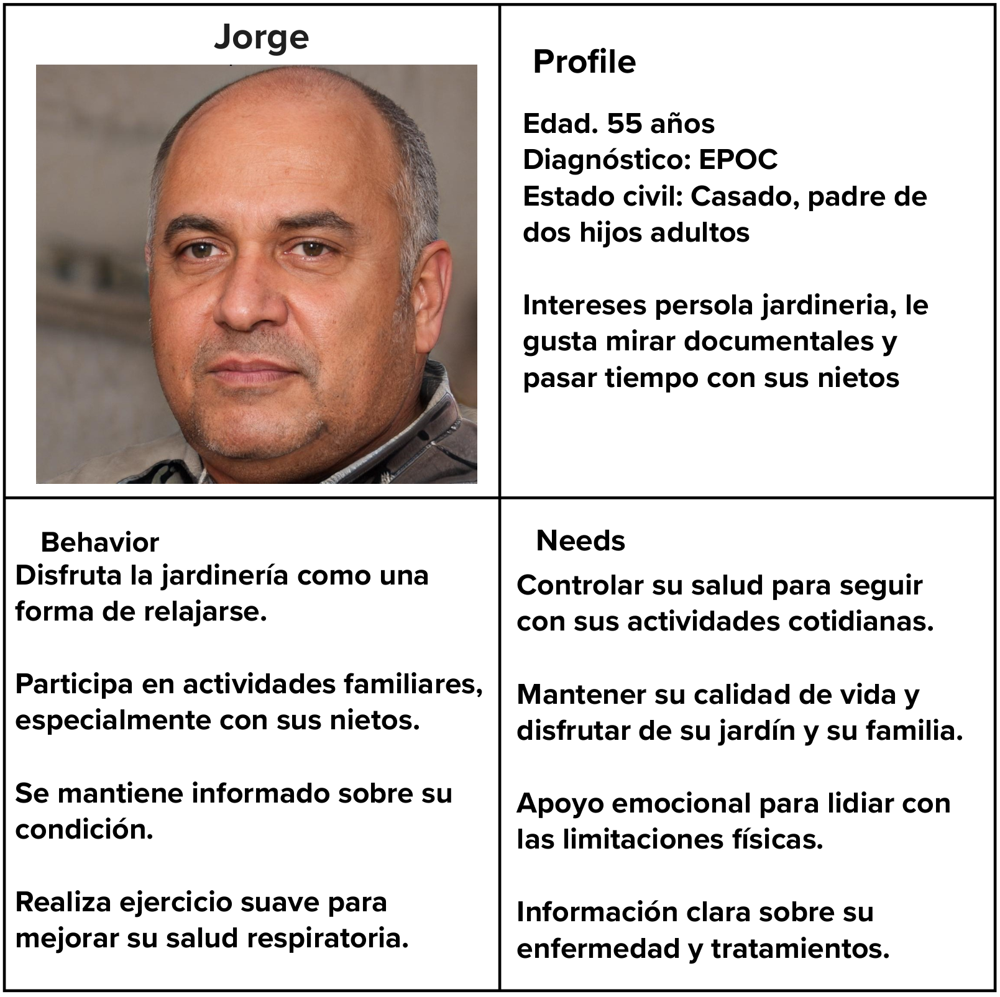 Jorge
Profile
Edad. 55 años
Diagnóstico: EPOC
Estado civil: Casado, padre de
dos hijos adultos
Intereses persola jardineria, le
gusta mirar documentales y
pasar tiempo con sus nietos
Behavior
Disfruta la jardinería como una
forma de relajarse.
Participa en actividades familiares,
especialmente con sus nietos.
Se mantiene informado sobre su
condición.
Realiza ejercicio suave para
mejorar su salud respiratoria.
Needs
Controlar su salud para seguir
con sus actividades cotidianas.
Mantener su calidad de vida y
disfrutar de su jardín y su familia.
Apoyo emocional para lidiar con
las limitaciones físicas.
Información clara sobre su
enfermedad y tratamientos.